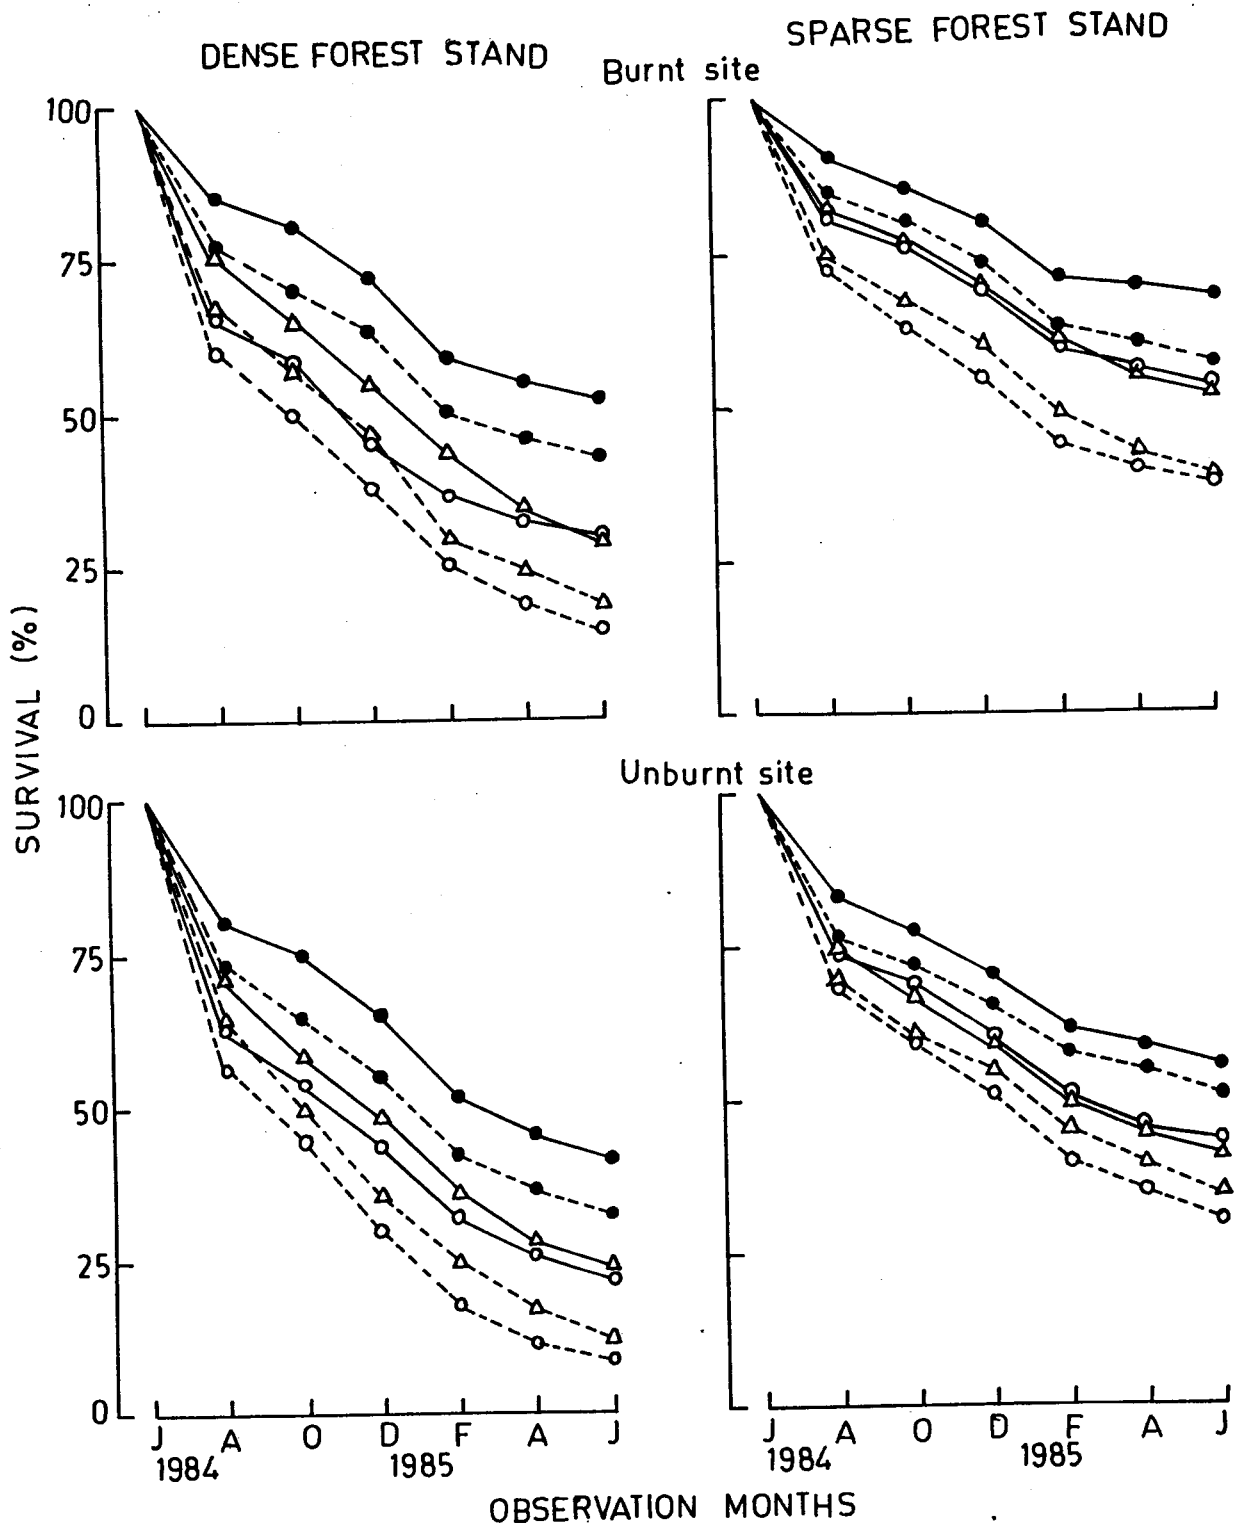 DENSE FOREST STAND
SPARSE FOREST STAND
Burnt site
100
75
50
25
0
SURVIVAL (%)
Unburnt site
100
75
50
25
0
J A O D F A J
J A O D F A J
1984 1985
1984 1985
OBSERVATION MONTHS